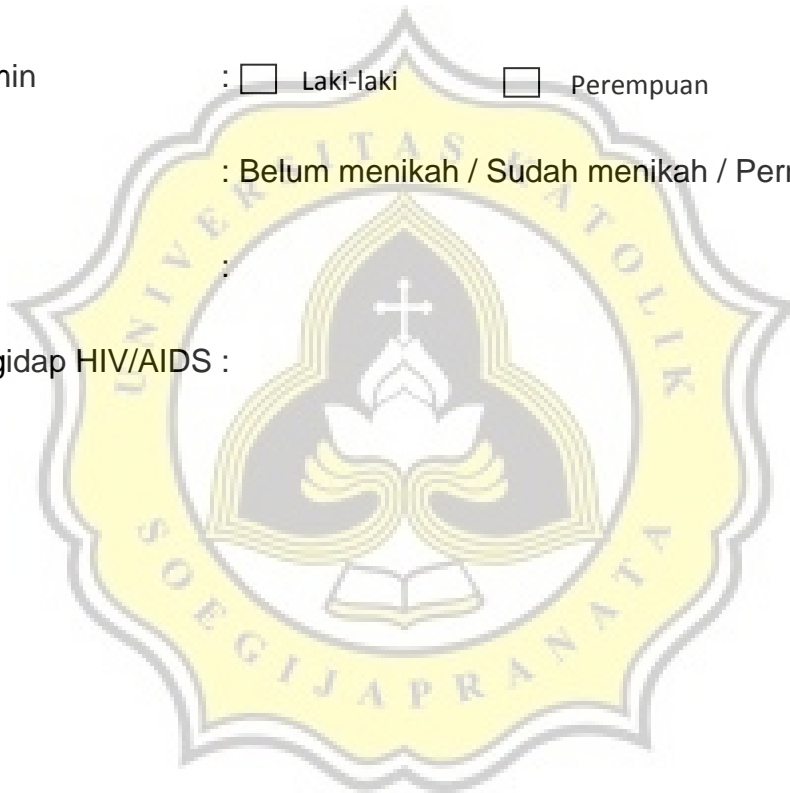 min : Laki-laki Perempuan
: Belum menikah / Sudah menikah / Per
:
gidap HIV/AIDS :
UNIVERSITAS KATOLIK
SOEGIJAPRANATA